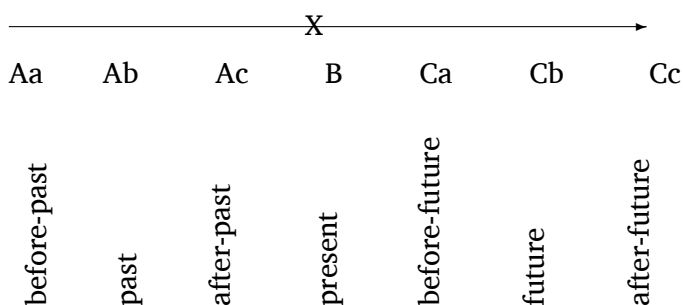 X
Aa Ab Ac B Ca Cb Cc
before-past
past
after-past
present
before-future
future
after-future